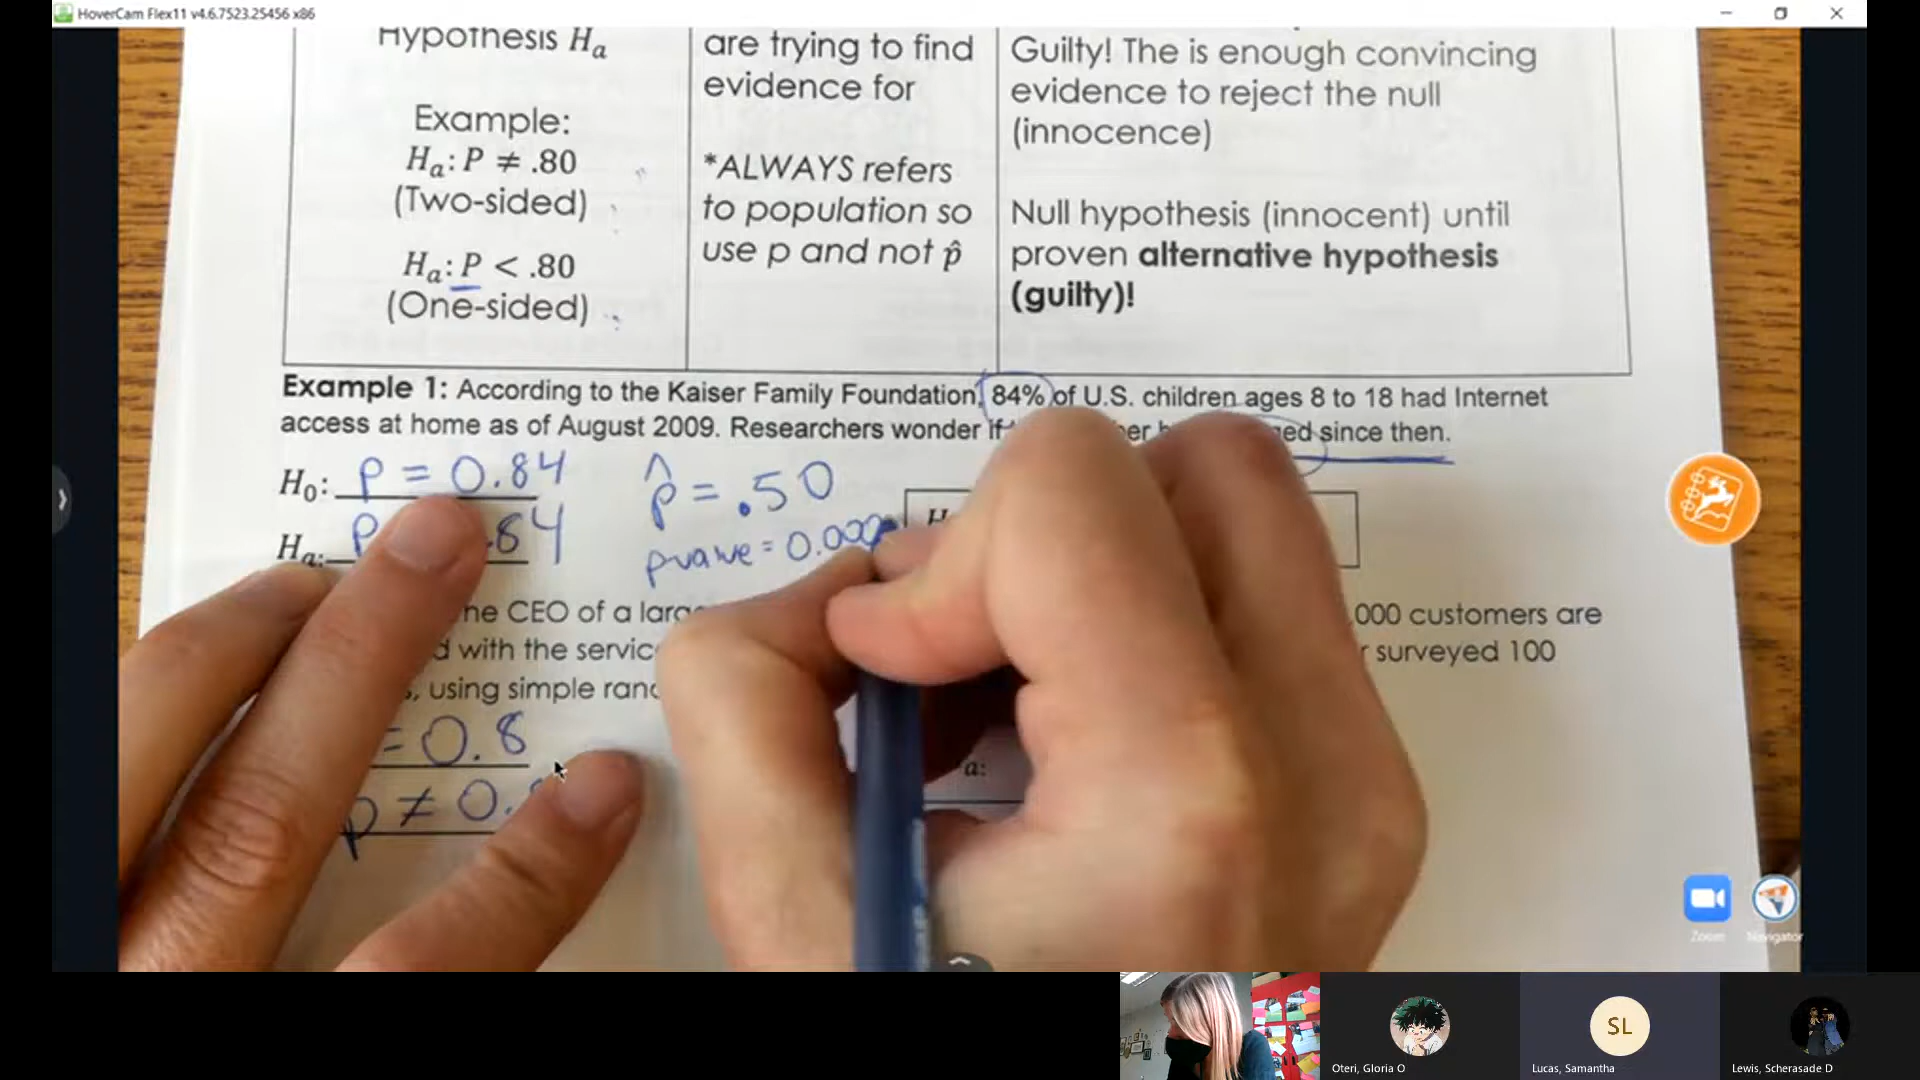 HoverCam Flex11 v4.6.7523.25456 x86
Hypothesis Hₐ
Example:
Hₐ: P ≠ .80
(Two-sided)
Hₐ: P < .80
(One-sided)
are trying to find
evidence for
*ALWAYS refers
to population so
use p and not p̂
Guilty! The is enough convincing
evidence to reject the null
(innocence)
Null hypothesis (innocent) until
proven alternative hypothesis
(guilty)!
Example 1: According to the Kaiser Family Foundation, 84% of U.S. children ages 8 to 18 had Internet
access at home as of August 2009. Researchers wonder if since then.
H₀: p = 0.84
Hₐ: p .84
p̂ = .50
pvalue = 0.000
CEO of a 000 customers are
with the surveyed 100
using simple
= 0.8
p ≠ 0.
a:
Zoom
Navigator
SL
Oteri, Gloria O
Lucas, Samantha
Lewis, Scherasade D